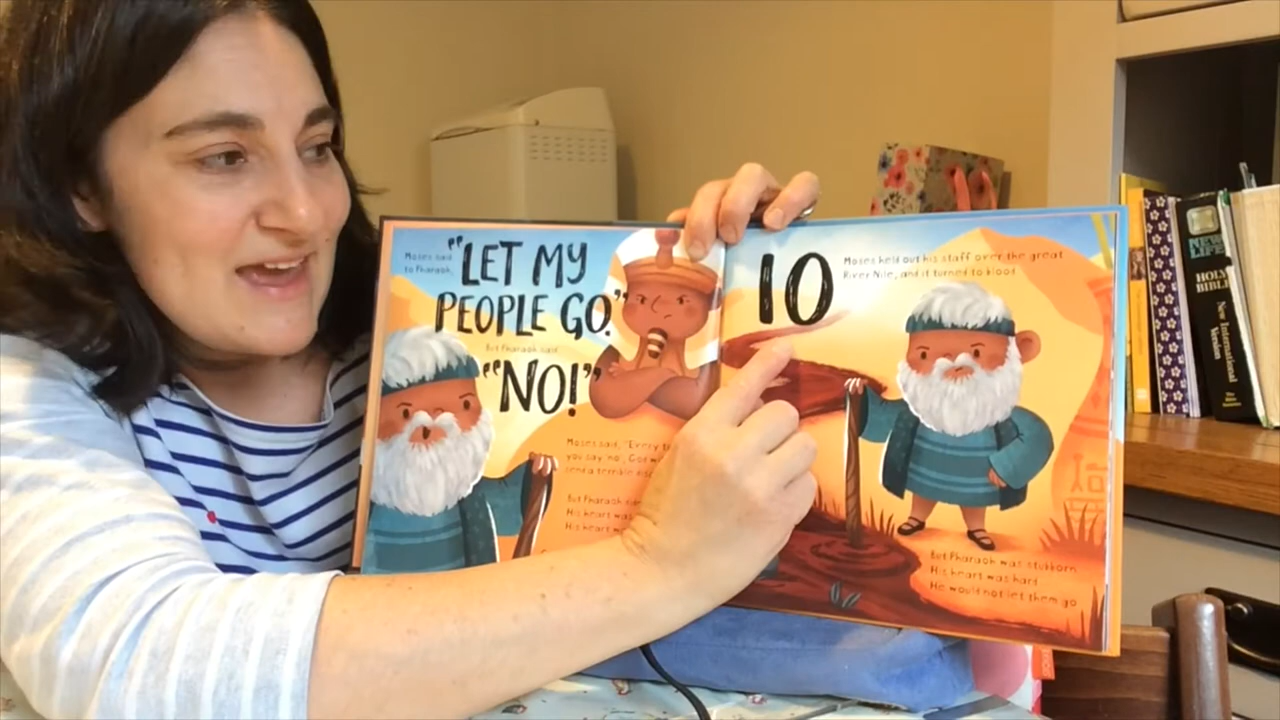 Moses said
to Pharaoh,
"LET MY
PEOPLE GO."
But Pharaoh said
"NO!"
Moses said, "Every
you say 'no', God
send a terrible
But Pharaoh
His heart was
His heart
10
Moses held out his staff over the great
River Nile, and it turned to blood
But Pharaoh was stubborn
His heart was hard
He would not let them go
NEW
LIFE
HOLY
BIBLE
New International
Version